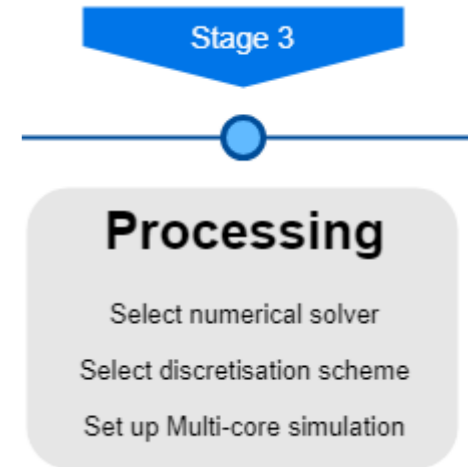 Stage 3
Processing
Select numerical solver
Select discretisation scheme
Set up Multi-core simulation